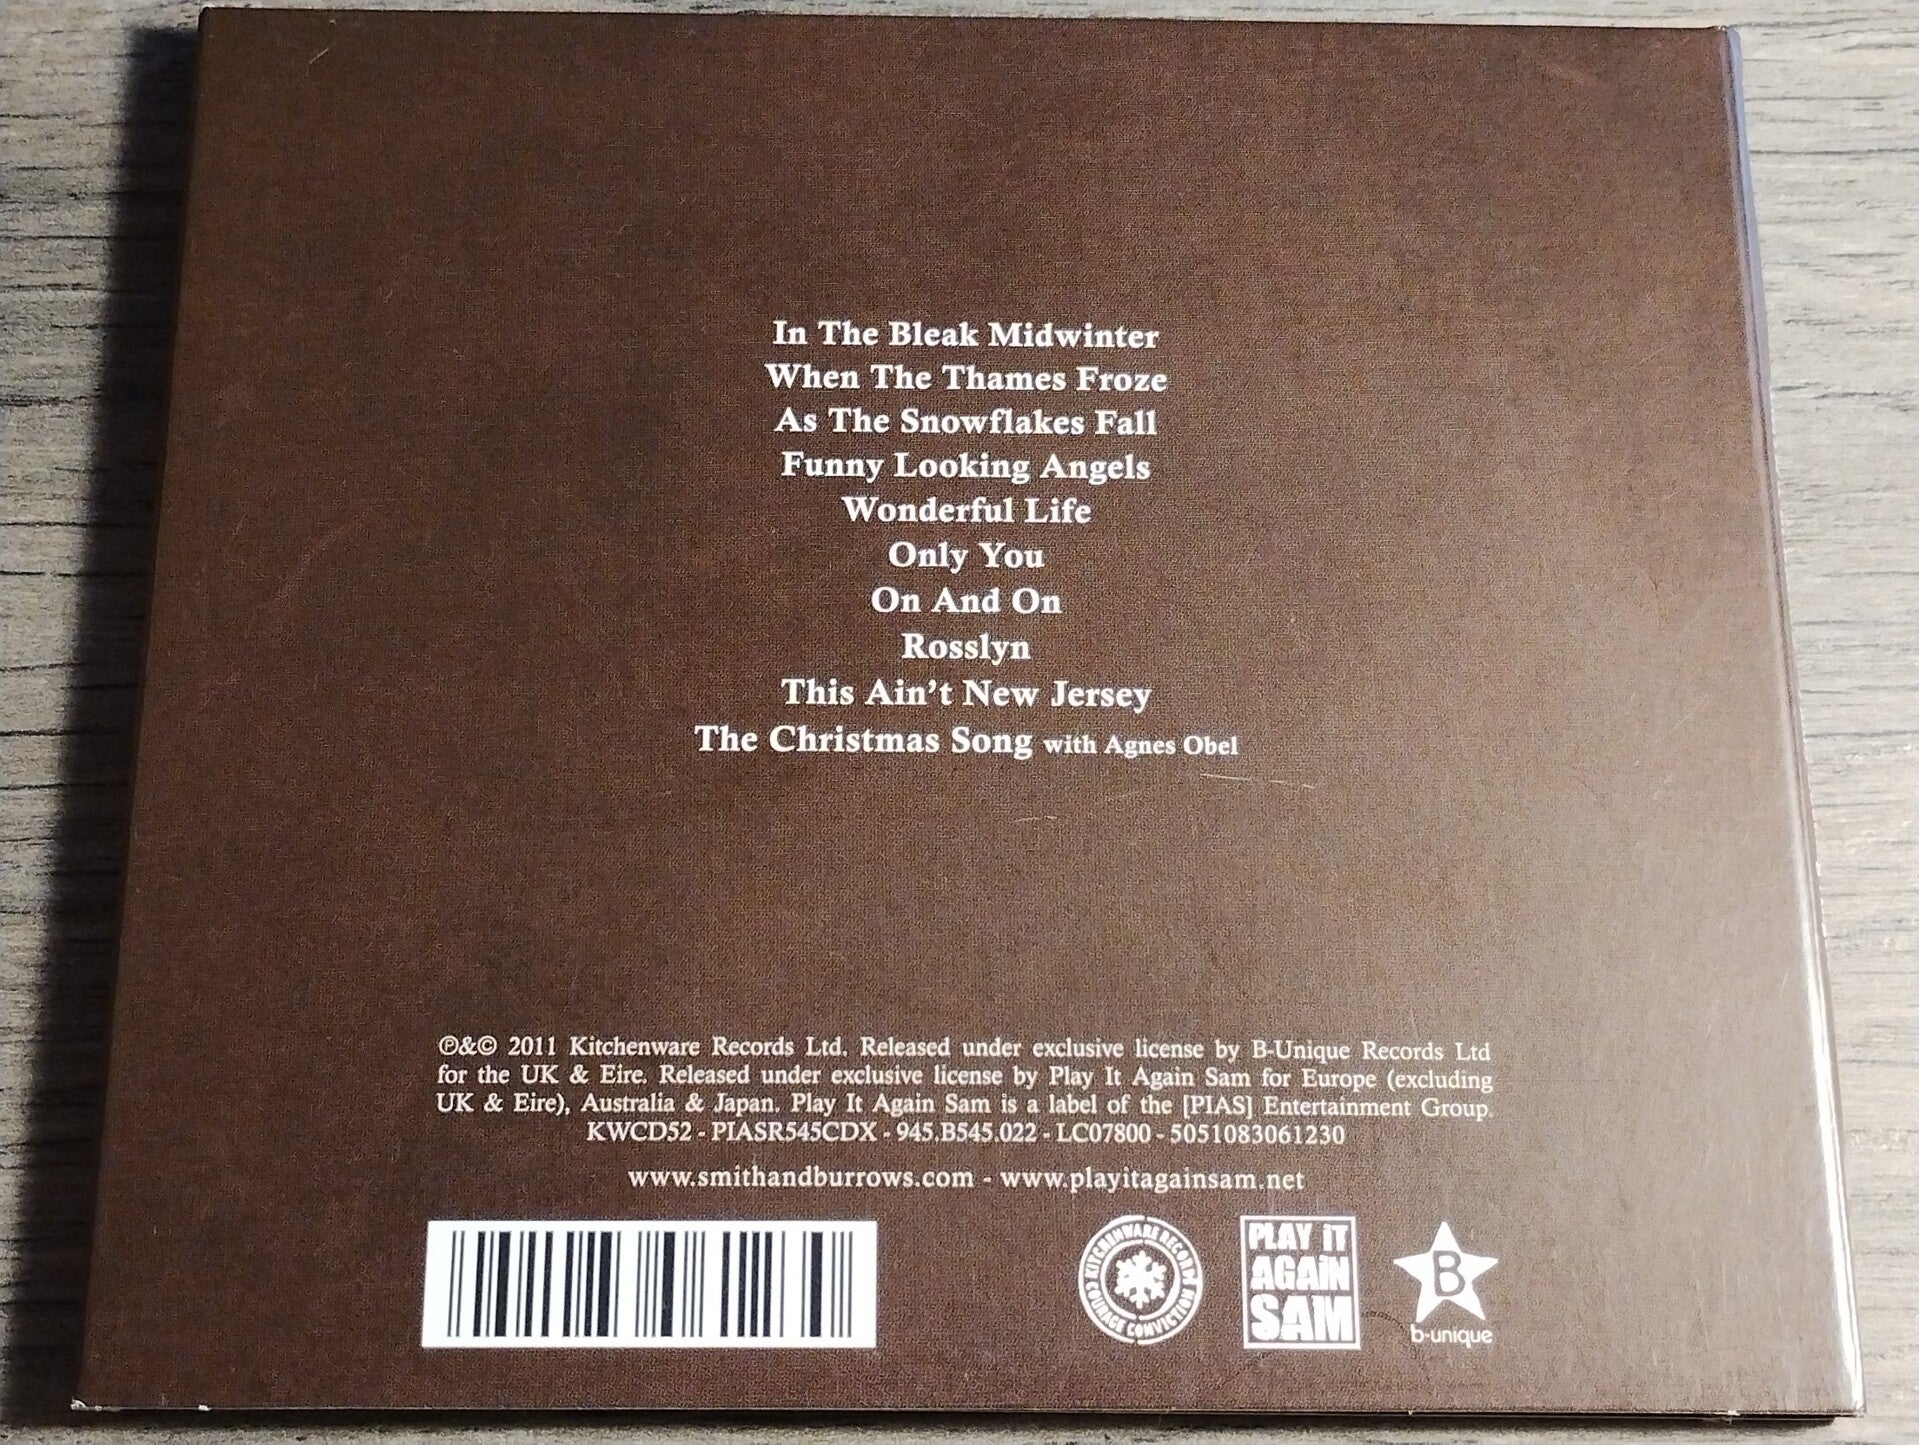 In The Bleak Midwinter
When The Thames Froze
As The Snowflakes Fall
Funny Looking Angels
Wonderful Life
Only You
On And On
Rosslyn
This Ain't New Jersey
The Christmas Song with Agnes Obel
℗&© 2011 Kitchenware Records Ltd. Released under exclusive license by B-Unique Records Ltd
for the UK & Eire. Released under exclusive license by Play It Again Sam for Europe (excluding
UK & Eire), Australia & Japan. Play It Again Sam is a label of the [PIAS] Entertainment Group.
KWCD52 - PIASR545CDX - 945.B545.022 - LC07800 - 5051083061230
www.smithandburrows.com - www.playitagainsam.net
KITCHENWARE RECORDS
COURAGE CONVICTION
PLAY iT
AGAiN
SAM
B
b-unique